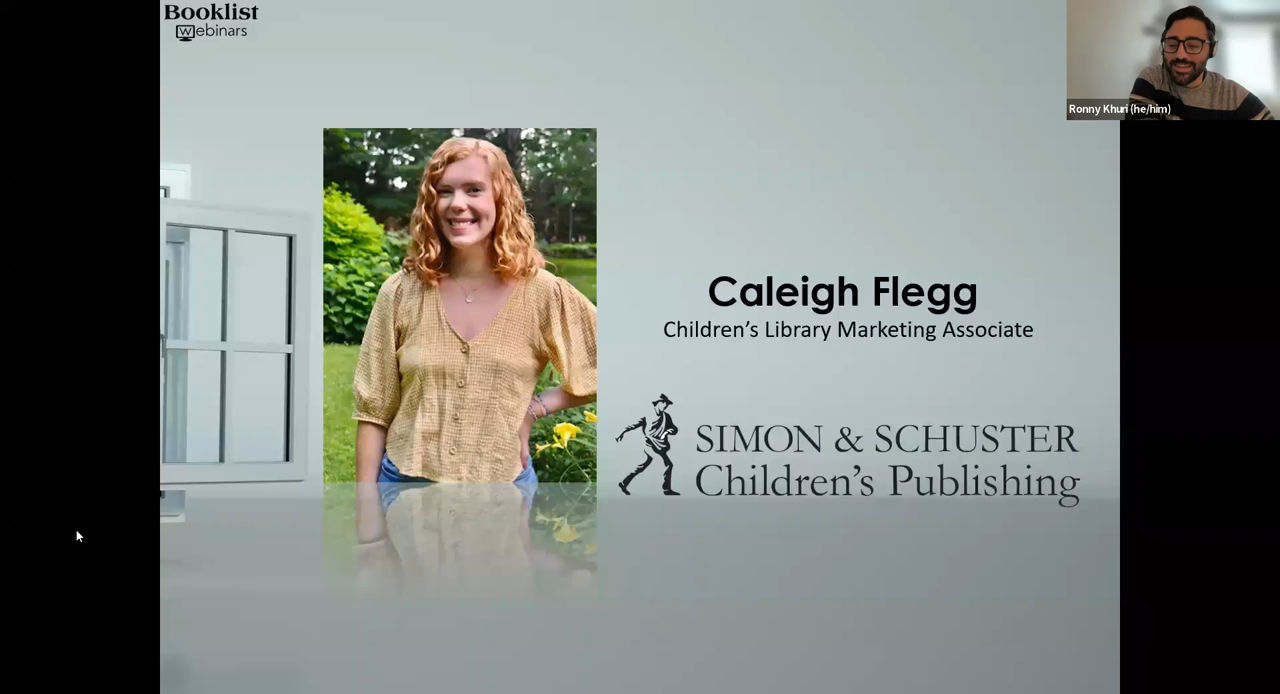 Booklist
Webinars
Ronny Khuri (he/him)
Caleigh Flegg
Children's Library Marketing Associate
SIMON & SCHUSTER
Children's Publishing